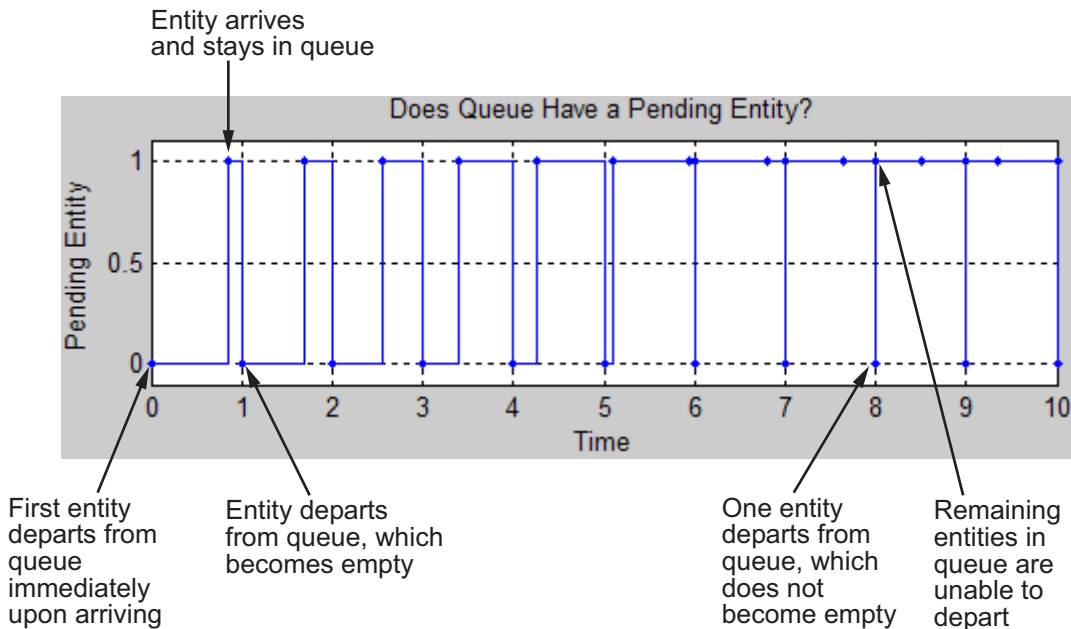 Entity arrives
and stays in queue
Does Queue Have a Pending Entity?
Pending Entity
1
0.5
0
0 1 2 3 4 5 6 7 8 9 10
Time
First entity
departs from
queue
immediately
upon arriving
Entity departs
from queue, which
becomes empty
One entity
departs from
queue, which
does not
become empty
Remaining
entities in
queue are
unable to
depart